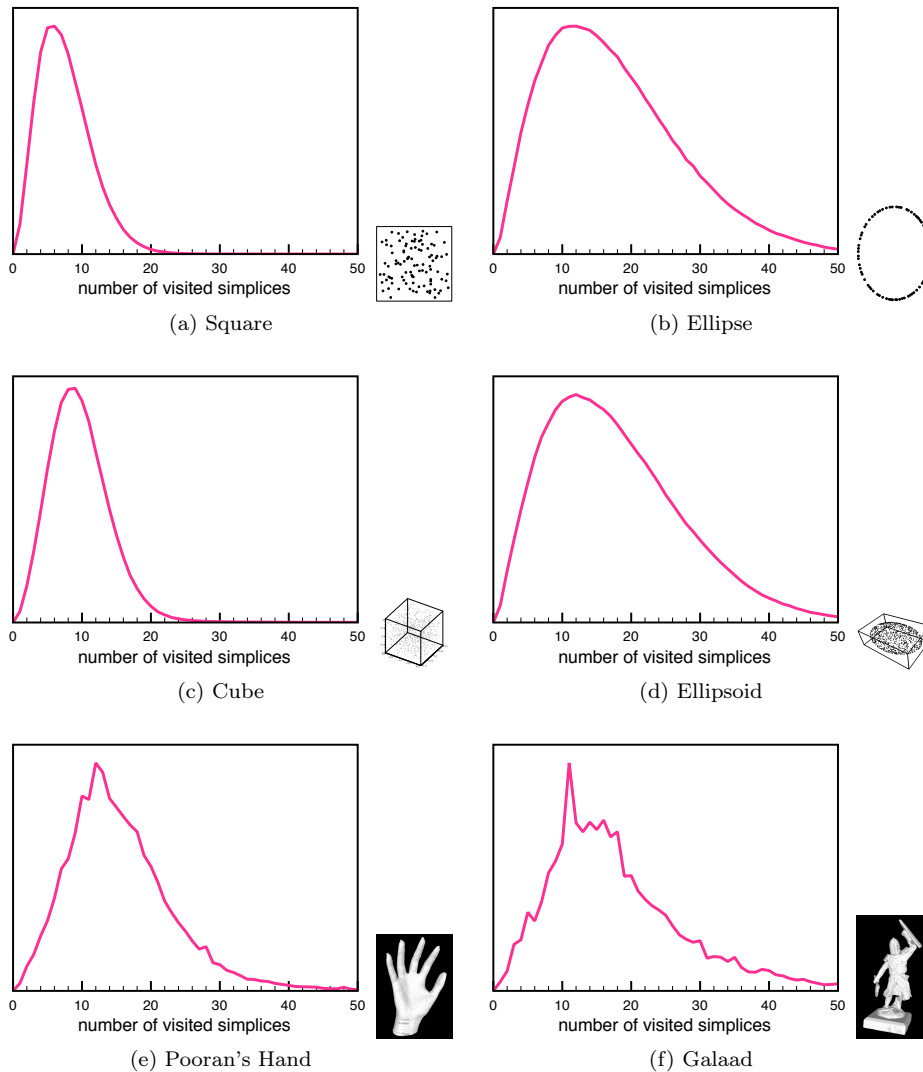 0 10 20 30 40 50
number of visited simplices
(a) Square
0 10 20 30 40 50
number of visited simplices
(b) Ellipse
0 10 20 30 40 50
number of visited simplices
(c) Cube
0 10 20 30 40 50
number of visited simplices
(d) Ellipsoid
0 10 20 30 40 50
number of visited simplices
(e) Pooran's Hand
0 10 20 30 40 50
number of visited simplices
(f) Galaad